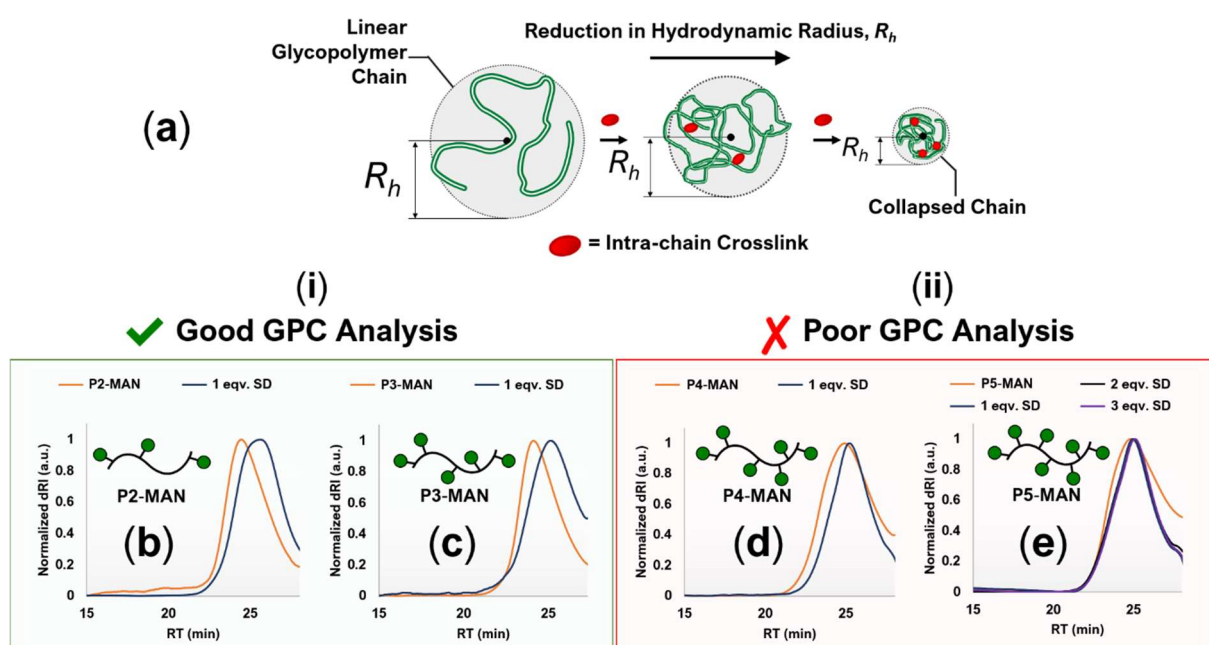 Linear
Glycopolymer
Chain
Reduction in Hydrodynamic Radius, Rh
(a)
Rh
Rh
Rh
Collapsed Chain
= Intra-chain Crosslink
(i)
(ii)
✓ Good GPC Analysis
✗ Poor GPC Analysis
P2-MAN 1 eqv. SD
Normalized dRI (a.u.)
1
0.8
0.6
0.4
0.2
0
P2-MAN
(b)
15 20 25
RT (min)
P3-MAN 1 eqv. SD
Normalized dRI (a.u.)
1
0.8
0.6
0.4
0.2
0
P3-MAN
(c)
15 20 25
RT (min)
P4-MAN 1 eqv. SD
Normalized dRI (a.u.)
1
0.8
0.6
0.4
0.2
0
P4-MAN
(d)
15 20 25
RT (min)
P5-MAN 2 eqv. SD
1 eqv. SD 3 eqv. SD
Normalized dRI (a.u.)
1
0.8
0.6
0.4
0.2
0
P5-MAN
(e)
15 20 25
RT (min)